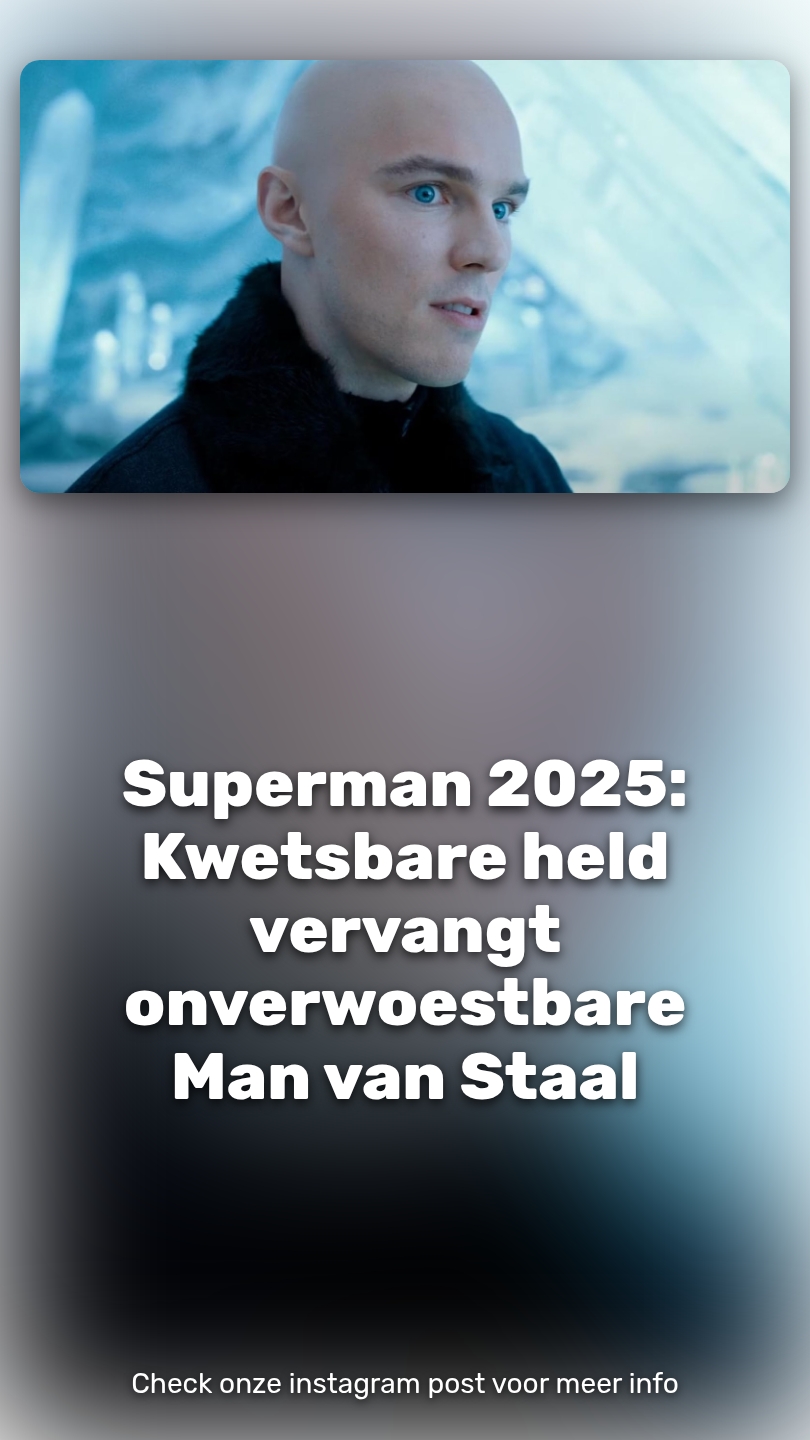 Superman 2025:
Kwetsbare held
vervangt
onverwoestbare
Man van Staal
Check onze instagram post voor meer info